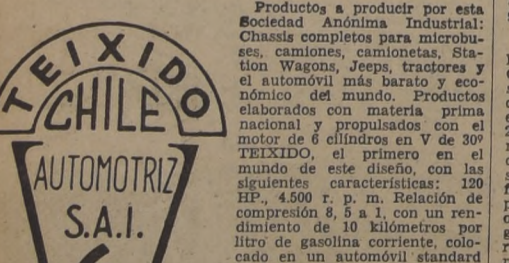 TEIXIDO
CHILE
AUTOMOTRIZ
S.A.I.
Productos a producir por esta
Sociedad Anónima Industrial:
Chassis completos para microbu-
ses, camiones, camionetas, Sta-
tion Wagons, Jeeps, tractores y
el automóvil más barato y eco-
nómico del mundo. Productos
elaborados con materia prima
nacional y propulsados con el
motor de 6 cilindros en V de 30º
TEIXIDO, el primero en el
mundo de este diseño, con las
siguientes características: 120
HP., 4.500 r. p. m. Relación de
compresión 8, 5 a 1, con un ren-
dimiento de 10 kilómetros por
litro de gasolina corriente, colo-
cado en un automóvil standard